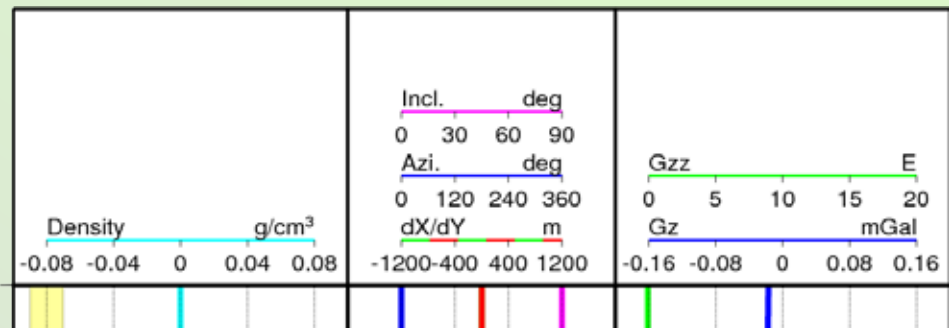 Incl. deg
0 30 60 90
Azi. deg
0 120 240 360
dX/dY m
-1200 -400 400 1200
Gzz E
0 5 10 15 20
Gz mGal
-0.16 -0.08 0 0.08 0.16
Density g/cm³
-0.08 -0.04 0 0.04 0.08